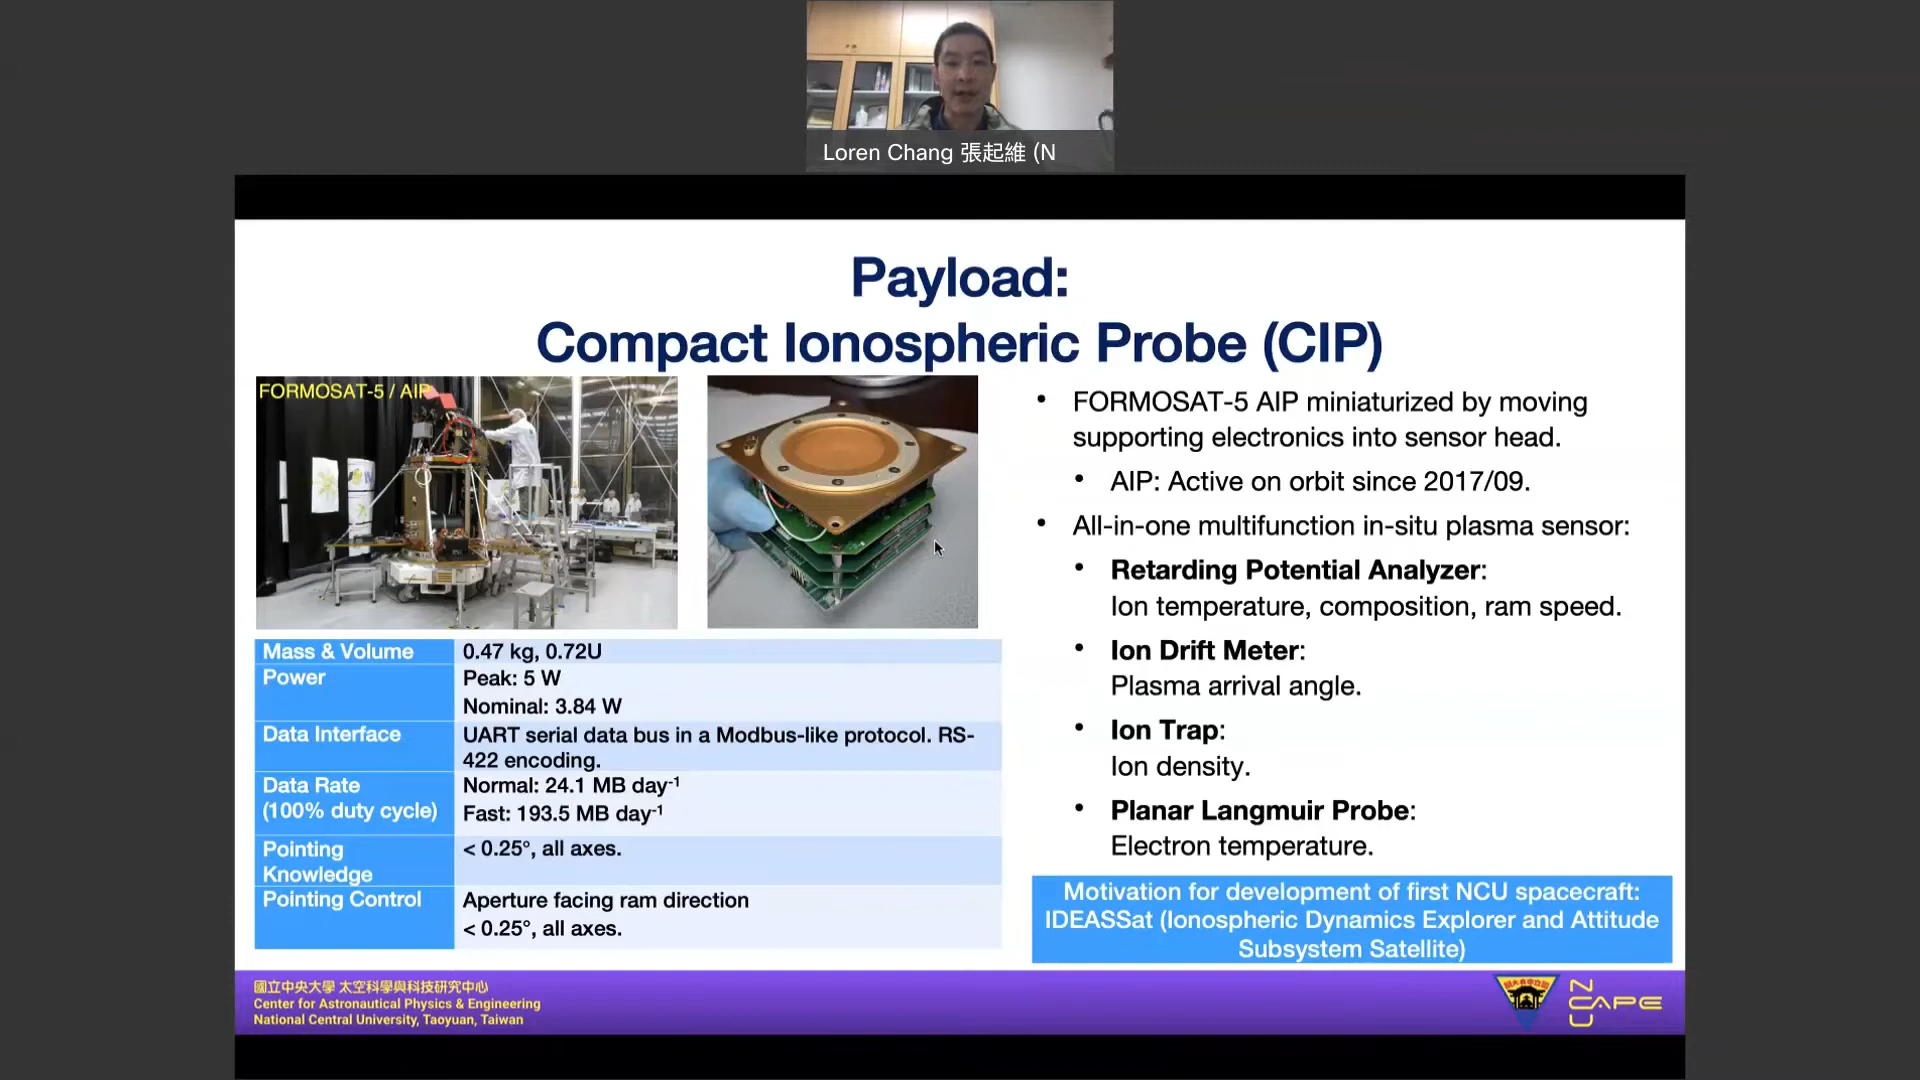 Loren Chang 張起維 (N
Payload:
Compact Ionospheric Probe (CIP)
FORMOSAT-5 / AIP
Mass & Volume 0.47 kg, 0.72U
Power Peak: 5 W
Nominal: 3.84 W
Data Interface UART serial data bus in a Modbus-like protocol. RS-
422 encoding.
Data Rate Normal: 24.1 MB day-1
(100% duty cycle) Fast: 193.5 MB day-1
Pointing < 0.25°, all axes.
Knowledge
Pointing Control Aperture facing ram direction
< 0.25°, all axes.
• FORMOSAT-5 AIP miniaturized by moving
supporting electronics into sensor head.
• AIP: Active on orbit since 2017/09.
• All-in-one multifunction in-situ plasma sensor:
• Retarding Potential Analyzer:
Ion temperature, composition, ram speed.
• Ion Drift Meter:
Plasma arrival angle.
• Ion Trap:
Ion density.
• Planar Langmuir Probe:
Electron temperature.
Motivation for development of first NCU spacecraft:
IDEASSat (Ionospheric Dynamics Explorer and Attitude
Subsystem Satellite)
國立中央大學 太空科學與科技研究中心
Center for Astronautical Physics & Engineering
National Central University, Taoyuan, Taiwan
N
CAPE
U